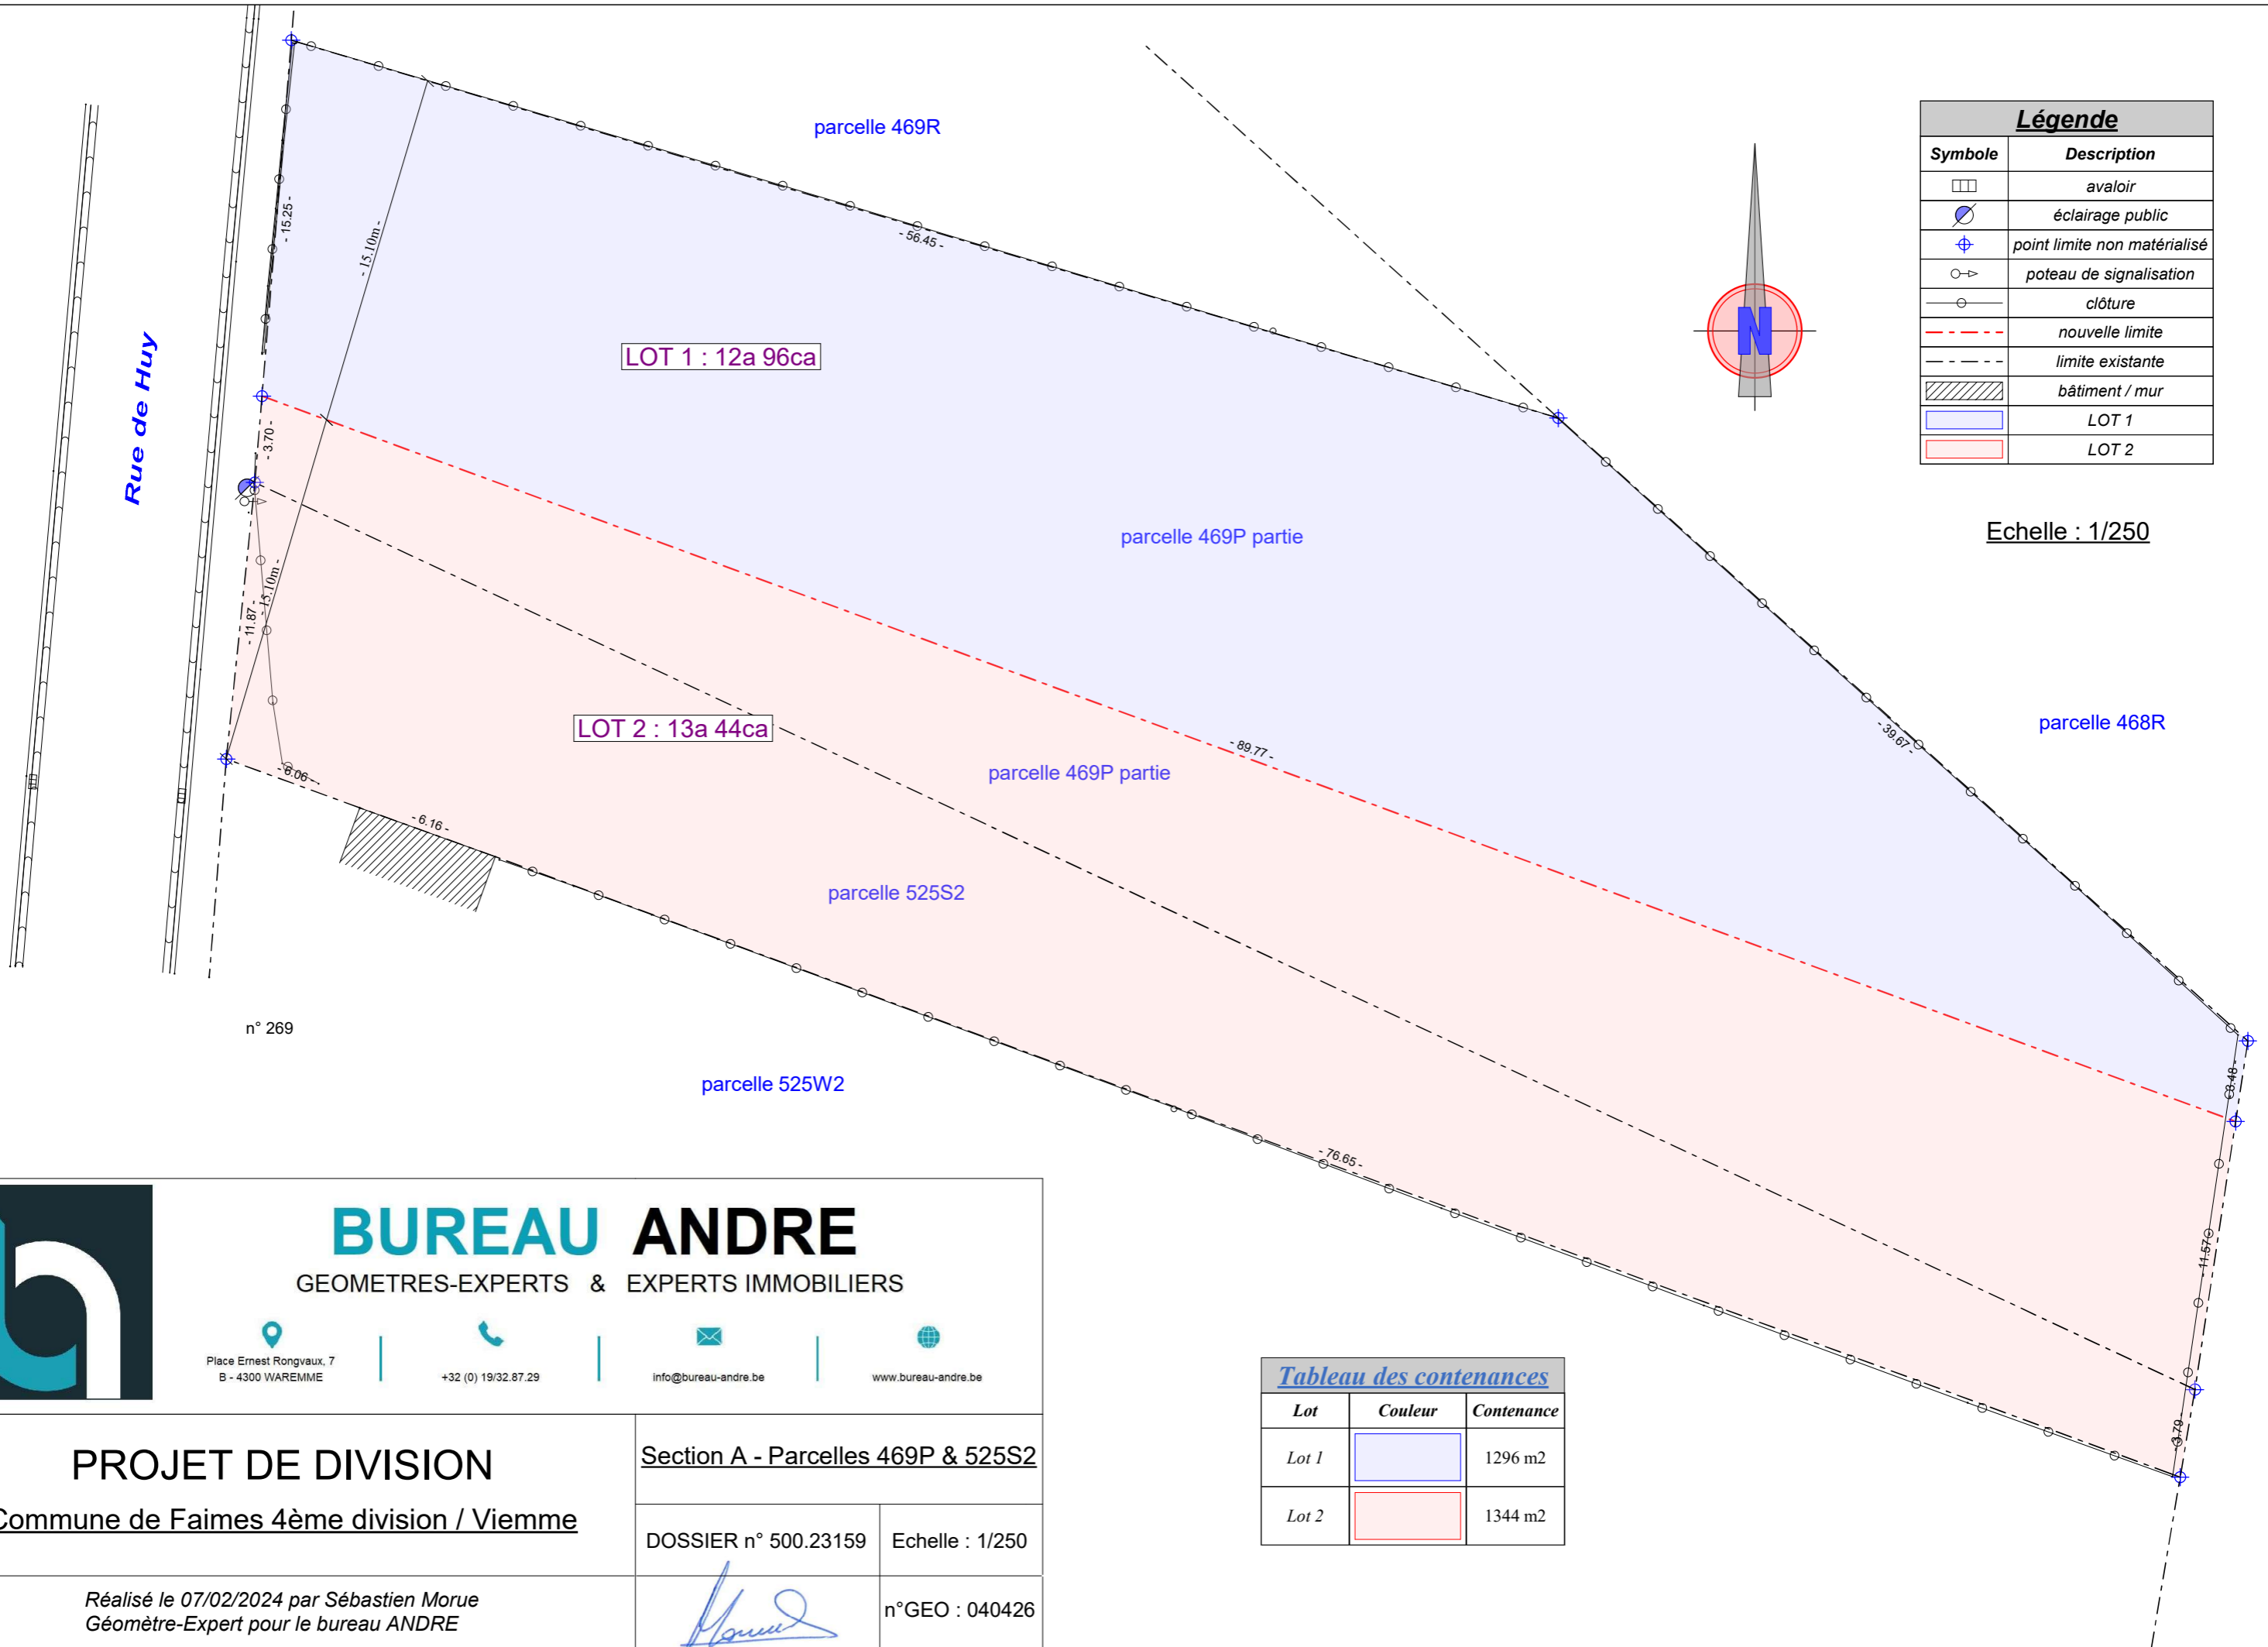 parcelle 469R
- 15.25 -
- 15.10m -
- 56.45 -
Rue de Huy
LOT 1 : 12a 96ca
- 3.70 -
parcelle 469P partie
N
Légende
Symbole Description
avaloir
éclairage public
point limite non matérialisé
poteau de signalisation
clôture
nouvelle limite
limite existante
bâtiment / mur
LOT 1
LOT 2
Echelle : 1/250
- 11.87 -
- 15.10m -
LOT 2 : 13a 44ca
- 89.77 -
- 39.67 -
parcelle 468R
parcelle 469P partie
- 6.06 -
- 6.16 -
parcelle 525S2
n° 269
parcelle 525W2
- 76.65 -
- 8.48 -
- 11.57 -
- 3.79 -
BUREAU ANDRE
GEOMETRES-EXPERTS & EXPERTS IMMOBILIERS
Place Ernest Rongvaux, 7
B - 4300 WAREMME
+32 (0) 19/32.87.29
info@bureau-andre.be
www.bureau-andre.be
PROJET DE DIVISION
Commune de Faimes 4ème division / Viemme
Réalisé le 07/02/2024 par Sébastien Morue
Géomètre-Expert pour le bureau ANDRE
Section A - Parcelles 469P & 525S2
DOSSIER n° 500.23159
Echelle : 1/250
n°GEO : 040426
Tableau des contenances
Lot Couleur Contenance
Lot 1 1296 m2
Lot 2 1344 m2